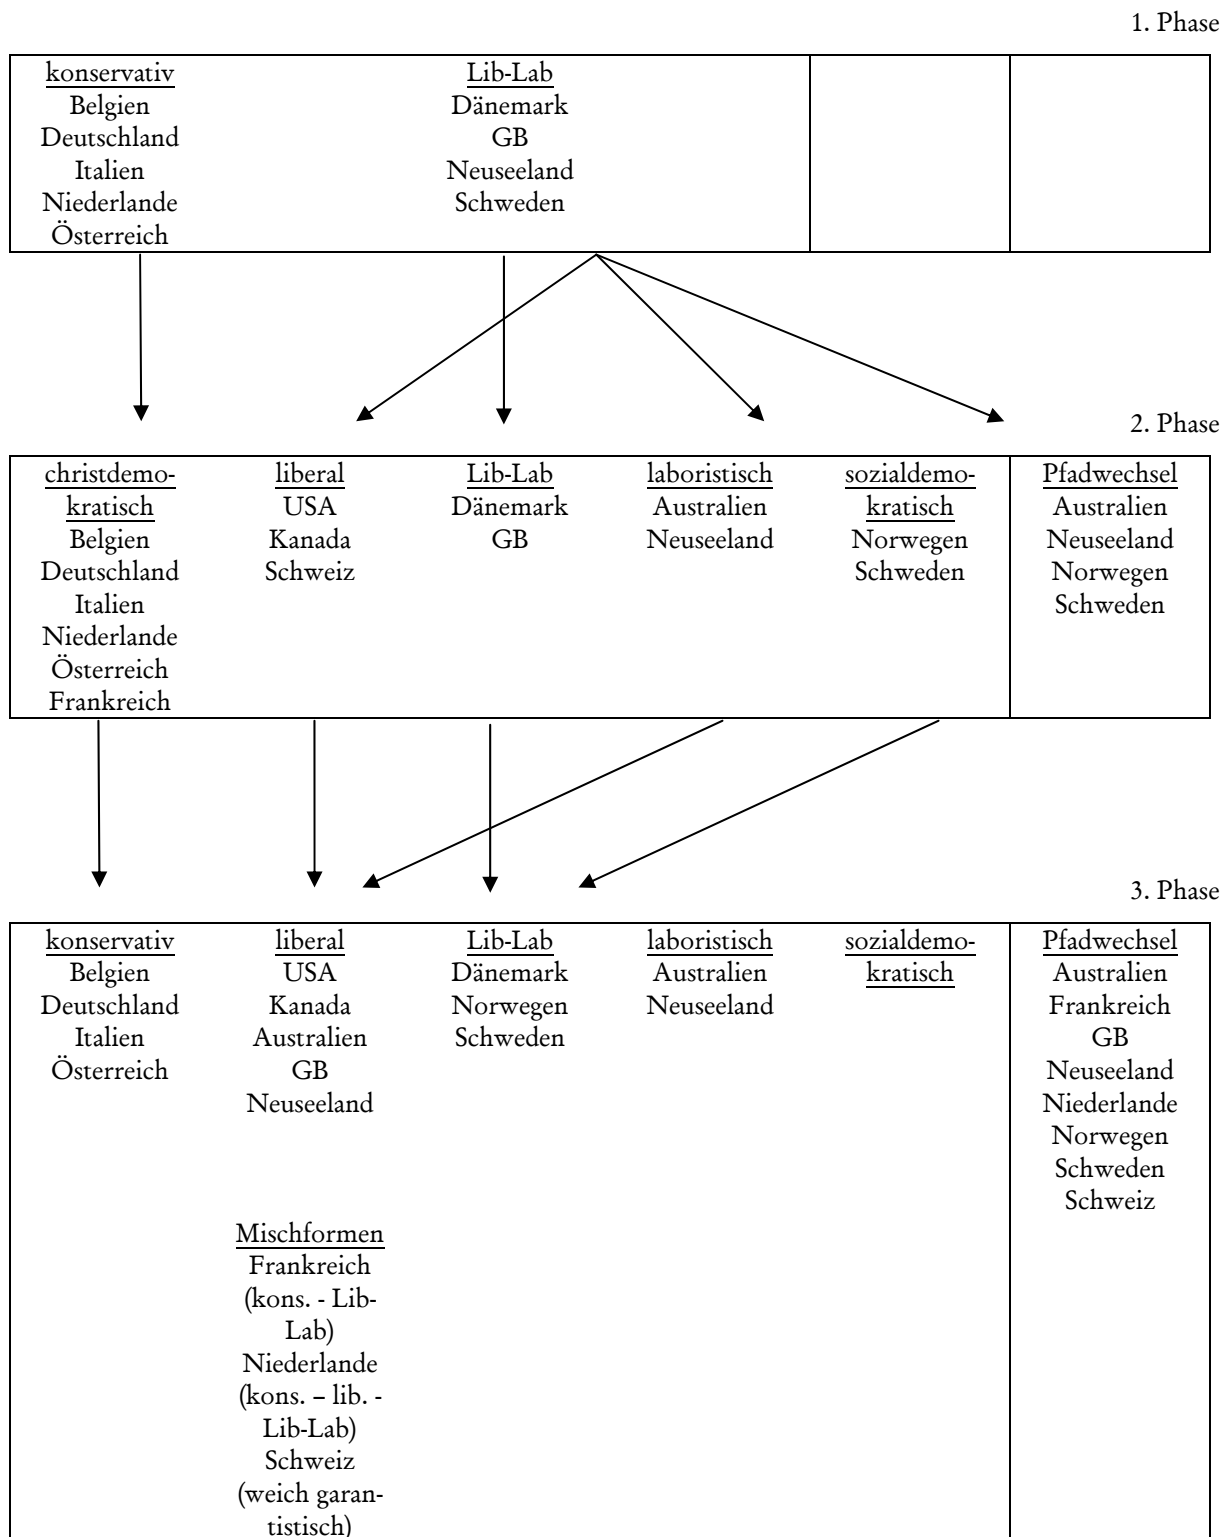 1. Phase
konservativ
Belgien
Deutschland
Italien
Niederlande
Österreich
Lib-Lab
Dänemark
GB
Neuseeland
Schweden
2. Phase
christdemo-
kratisch
Belgien
Deutschland
Italien
Niederlande
Österreich
Frankreich
liberal
USA
Kanada
Schweiz
Lib-Lab
Dänemark
GB
laboristisch
Australien
Neuseeland
sozialdemo-
kratisch
Norwegen
Schweden
Pfadwechsel
Australien
Neuseeland
Norwegen
Schweden
3. Phase
konservativ
Belgien
Deutschland
Italien
Österreich
liberal
USA
Kanada
Australien
GB
Neuseeland
Mischformen
Frankreich
(kons. - Lib-
Lab)
Niederlande
(kons. – lib. -
Lib-Lab)
Schweiz
(weich garan-
tistisch)
Lib-Lab
Dänemark
Norwegen
Schweden
laboristisch
Australien
Neuseeland
sozialdemo-
kratisch
Pfadwechsel
Australien
Frankreich
GB
Neuseeland
Niederlande
Norwegen
Schweden
Schweiz